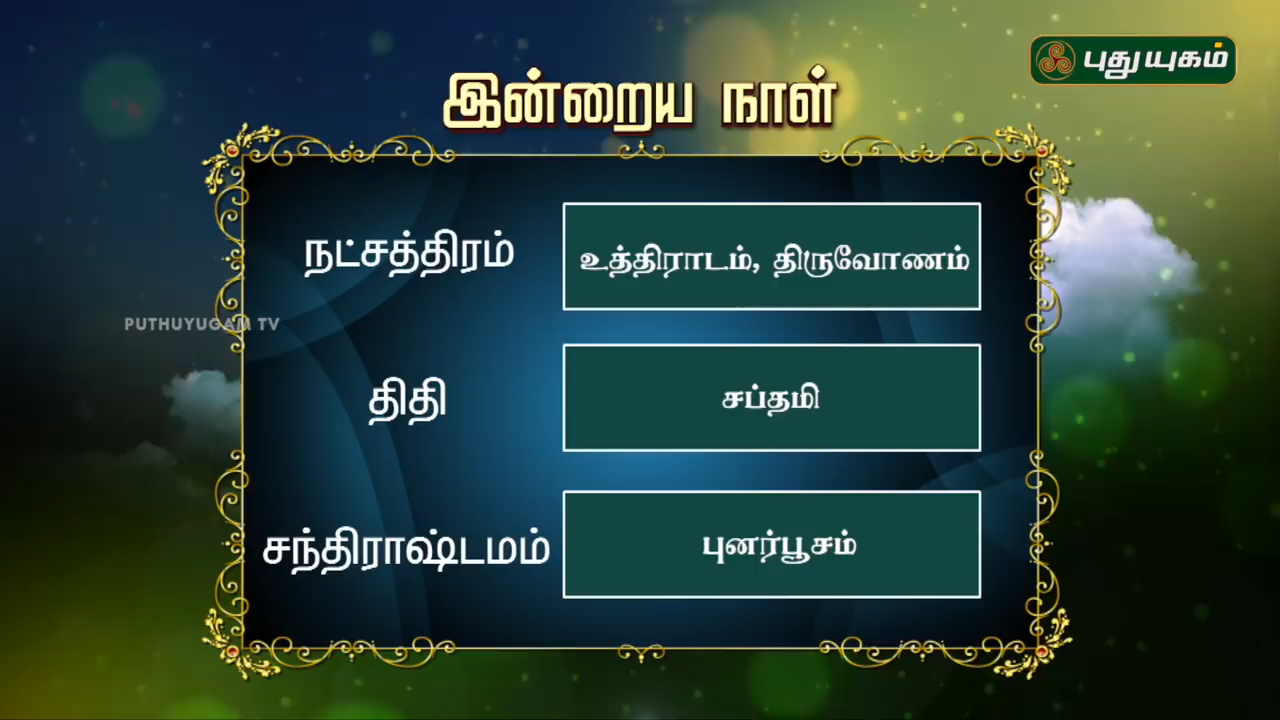 புதுயுகம்
இன்றைய நாள்
நட்சத்திரம்
உத்திராடம், திருவோணம்
PUTHUYUGAM TV
திதி
சப்தமி
சந்திராஷ்டமம்
புனர்பூசம்